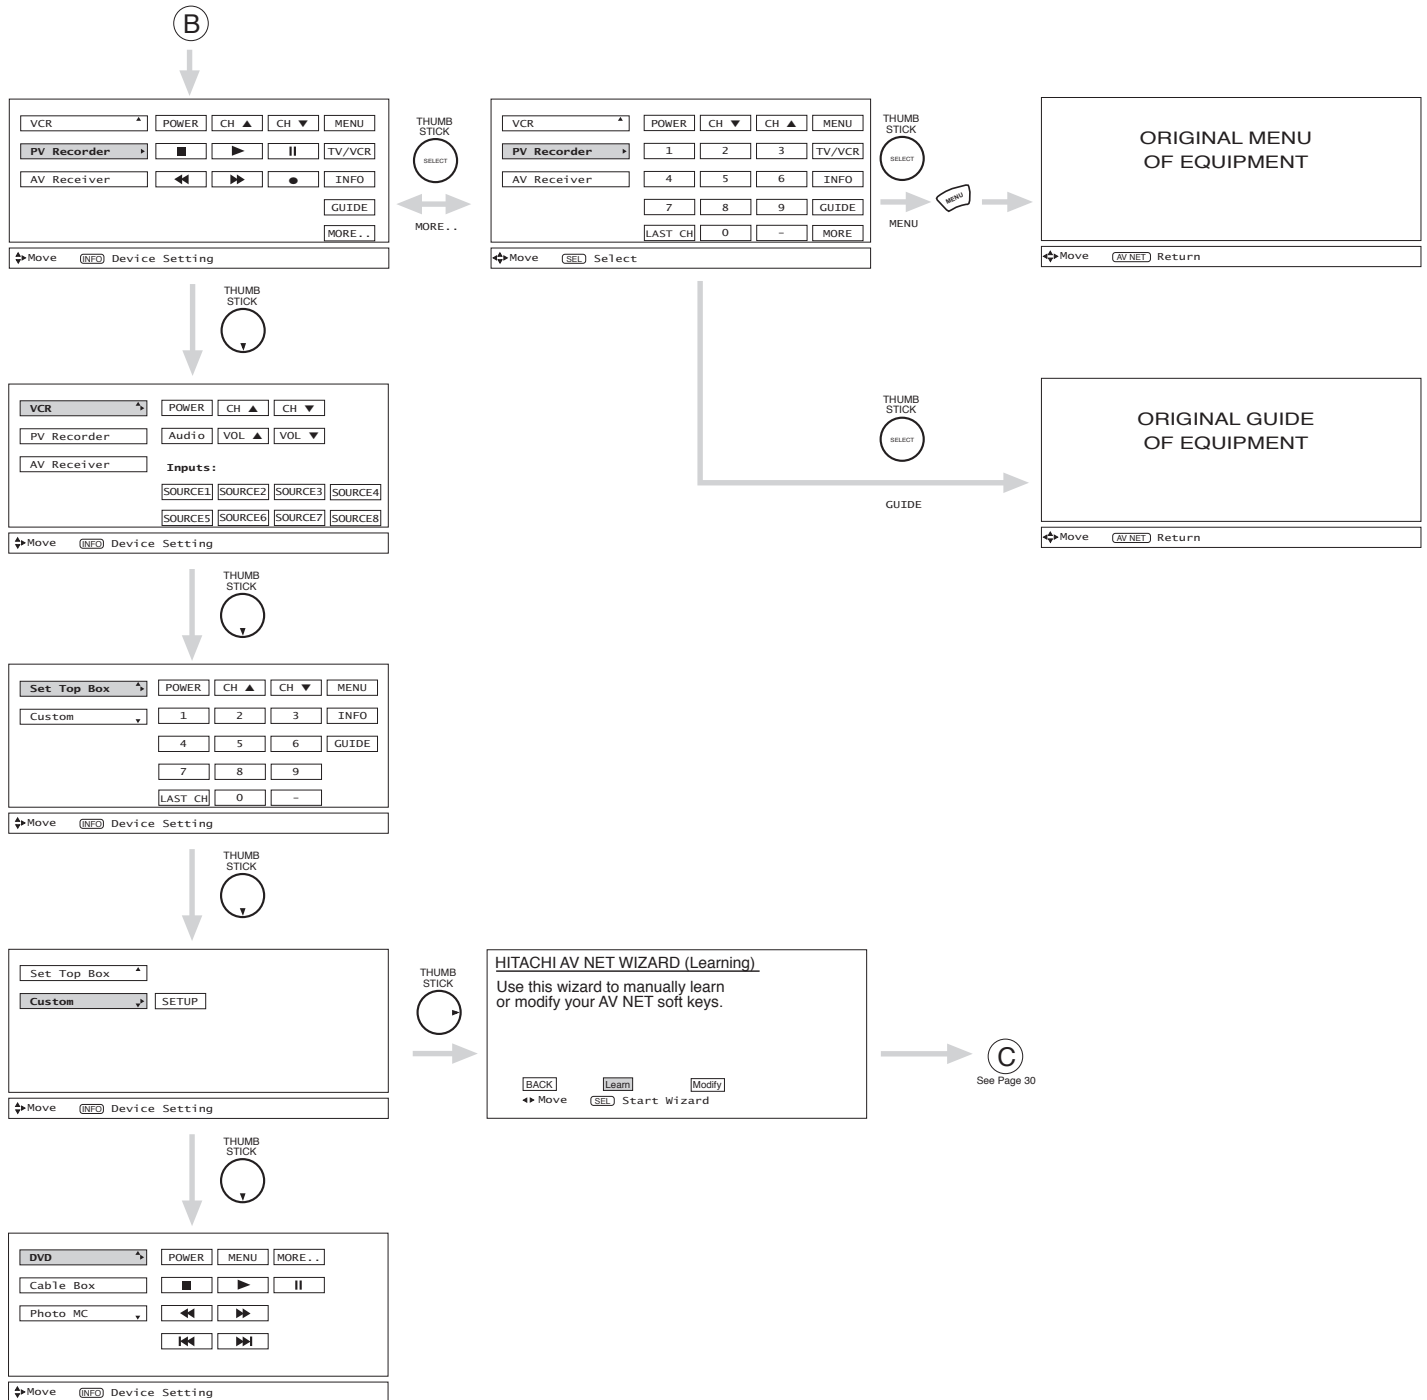 B
VCR POWER CH ▲ CH ▼ MENU
PV Recorder ■ ► II TV/VCR
AV Receiver ◄◄ ►► ● INFO
GUIDE
MORE..
Move INFO Device Setting
THUMB
STICK
SELECT
MORE..
VCR POWER CH ▼ CH ▲ MENU
PV Recorder 1 2 3 TV/VCR
AV Receiver 4 5 6 INFO
7 8 9 GUIDE
LAST CH 0 - MORE
Move SEL Select
THUMB
STICK
SELECT
MENU
MENU
ORIGINAL MENU
OF EQUIPMENT
Move AV NET Return
THUMB
STICK
VCR POWER CH ▲ CH ▼
PV Recorder Audio VOL ▲ VOL ▼
AV Receiver Inputs:
SOURCE1 SOURCE2 SOURCE3 SOURCE4
SOURCE5 SOURCE6 SOURCE7 SOURCE8
Move INFO Device Setting
THUMB
STICK
SELECT
GUIDE
ORIGINAL GUIDE
OF EQUIPMENT
Move AV NET Return
THUMB
STICK
Set Top Box POWER CH ▲ CH ▼ MENU
Custom 1 2 3 INFO
4 5 6 GUIDE
7 8 9
LAST CH 0 -
Move INFO Device Setting
THUMB
STICK
Set Top Box
Custom SETUP
Move INFO Device Setting
THUMB
STICK
HITACHI AV NET WIZARD (Learning)
Use this wizard to manually learn
or modify your AV NET soft keys.
BACK Learn Modify
Move SEL Start Wizard
C
See Page 30
THUMB
STICK
DVD POWER MENU MORE..
Cable Box ■ ► II
Photo MC ◄◄ ►►
I◄◄ ►►I
Move INFO Device Setting